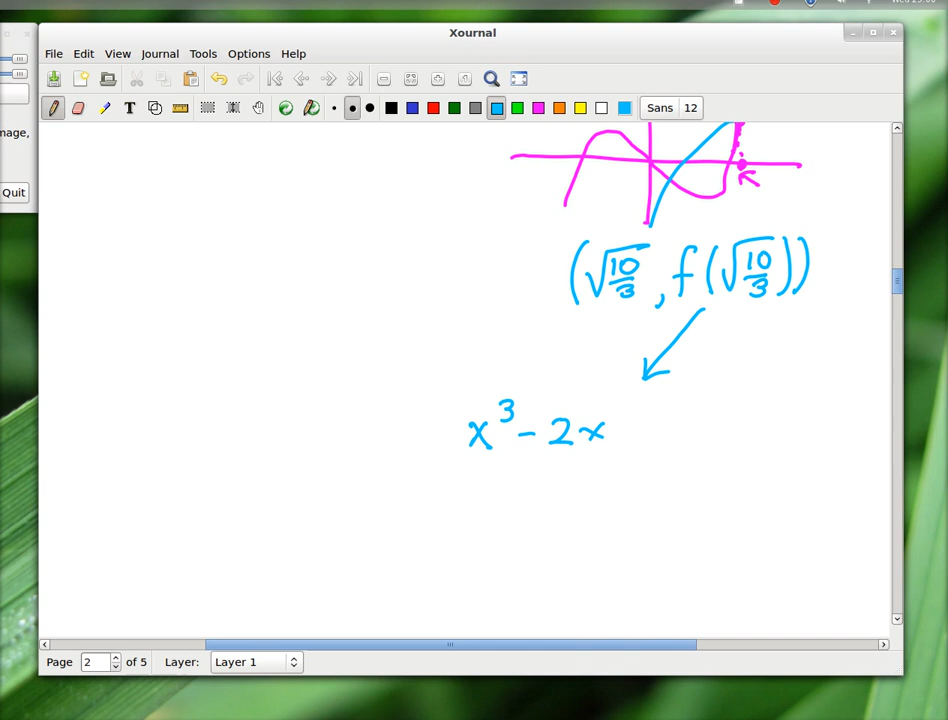 Xournal
File Edit View Journal Tools Options Help
T Sans 12
mage,
Quit
(√10/3, f(√10/3))
x³ - 2x
Page 2 of 5 Layer: Layer 1